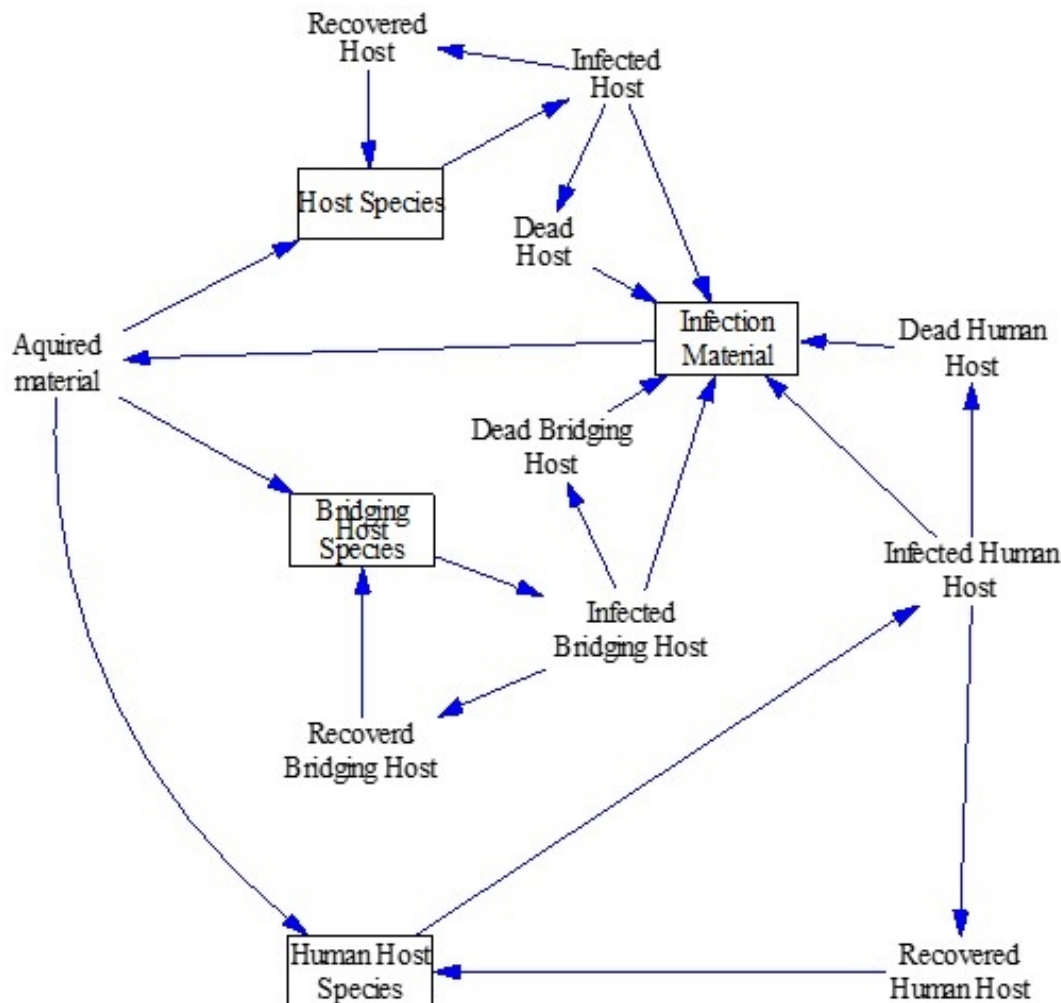 Recovered
Host
Infected
Host
Host Species
Dead
Host
Infection
Material
Dead Human
Host
Aquired
material
Dead Bridging
Host
Bridging
Host
Species
Infected Human
Host
Infected
Bridging Host
Recoverd
Bridging Host
Human Host
Species
Recovered
Human Host